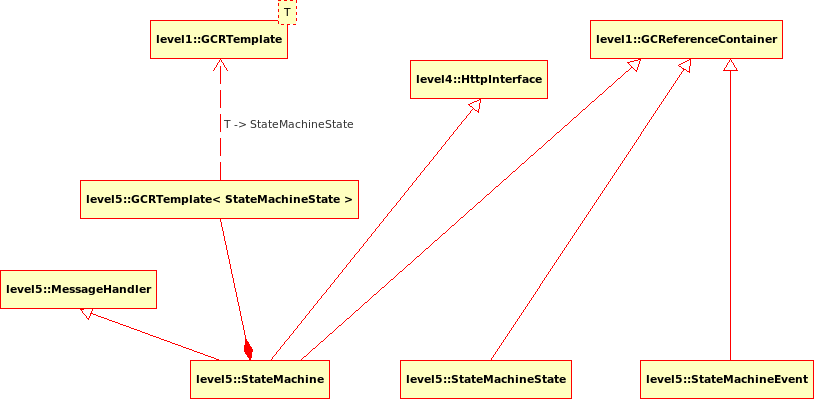 T
level1::GCRTemplate
level1::GCReferenceContainer
level4::HttpInterface
T -> StateMachineState
level5::GCRTemplate< StateMachineState >
level5::MessageHandler
level5::StateMachine
level5::StateMachineState
level5::StateMachineEvent